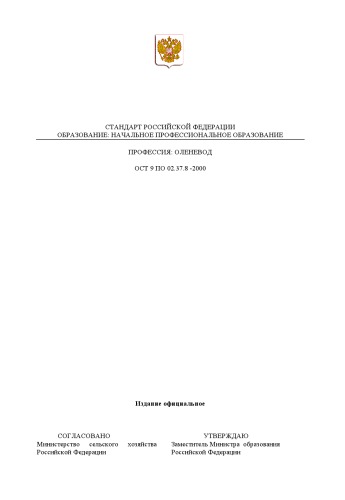 СТАНДАРТ РОССИЙСКОЙ ФЕДЕРАЦИИ
ОБРАЗОВАНИЕ: НАЧАЛЬНОЕ ПРОФЕССИОНАЛЬНОЕ ОБРАЗОВАНИЕ
ПРОФЕССИЯ: ОЛЕНЕВОД
ОСТ 9 ПО 02.37.8 -2000
Издание официальное
СОГЛАСОВАНО
Министерство сельского хозяйства
Российской Федерации
УТВЕРЖДАЮ
Заместитель Министра образования
Российской Федерации